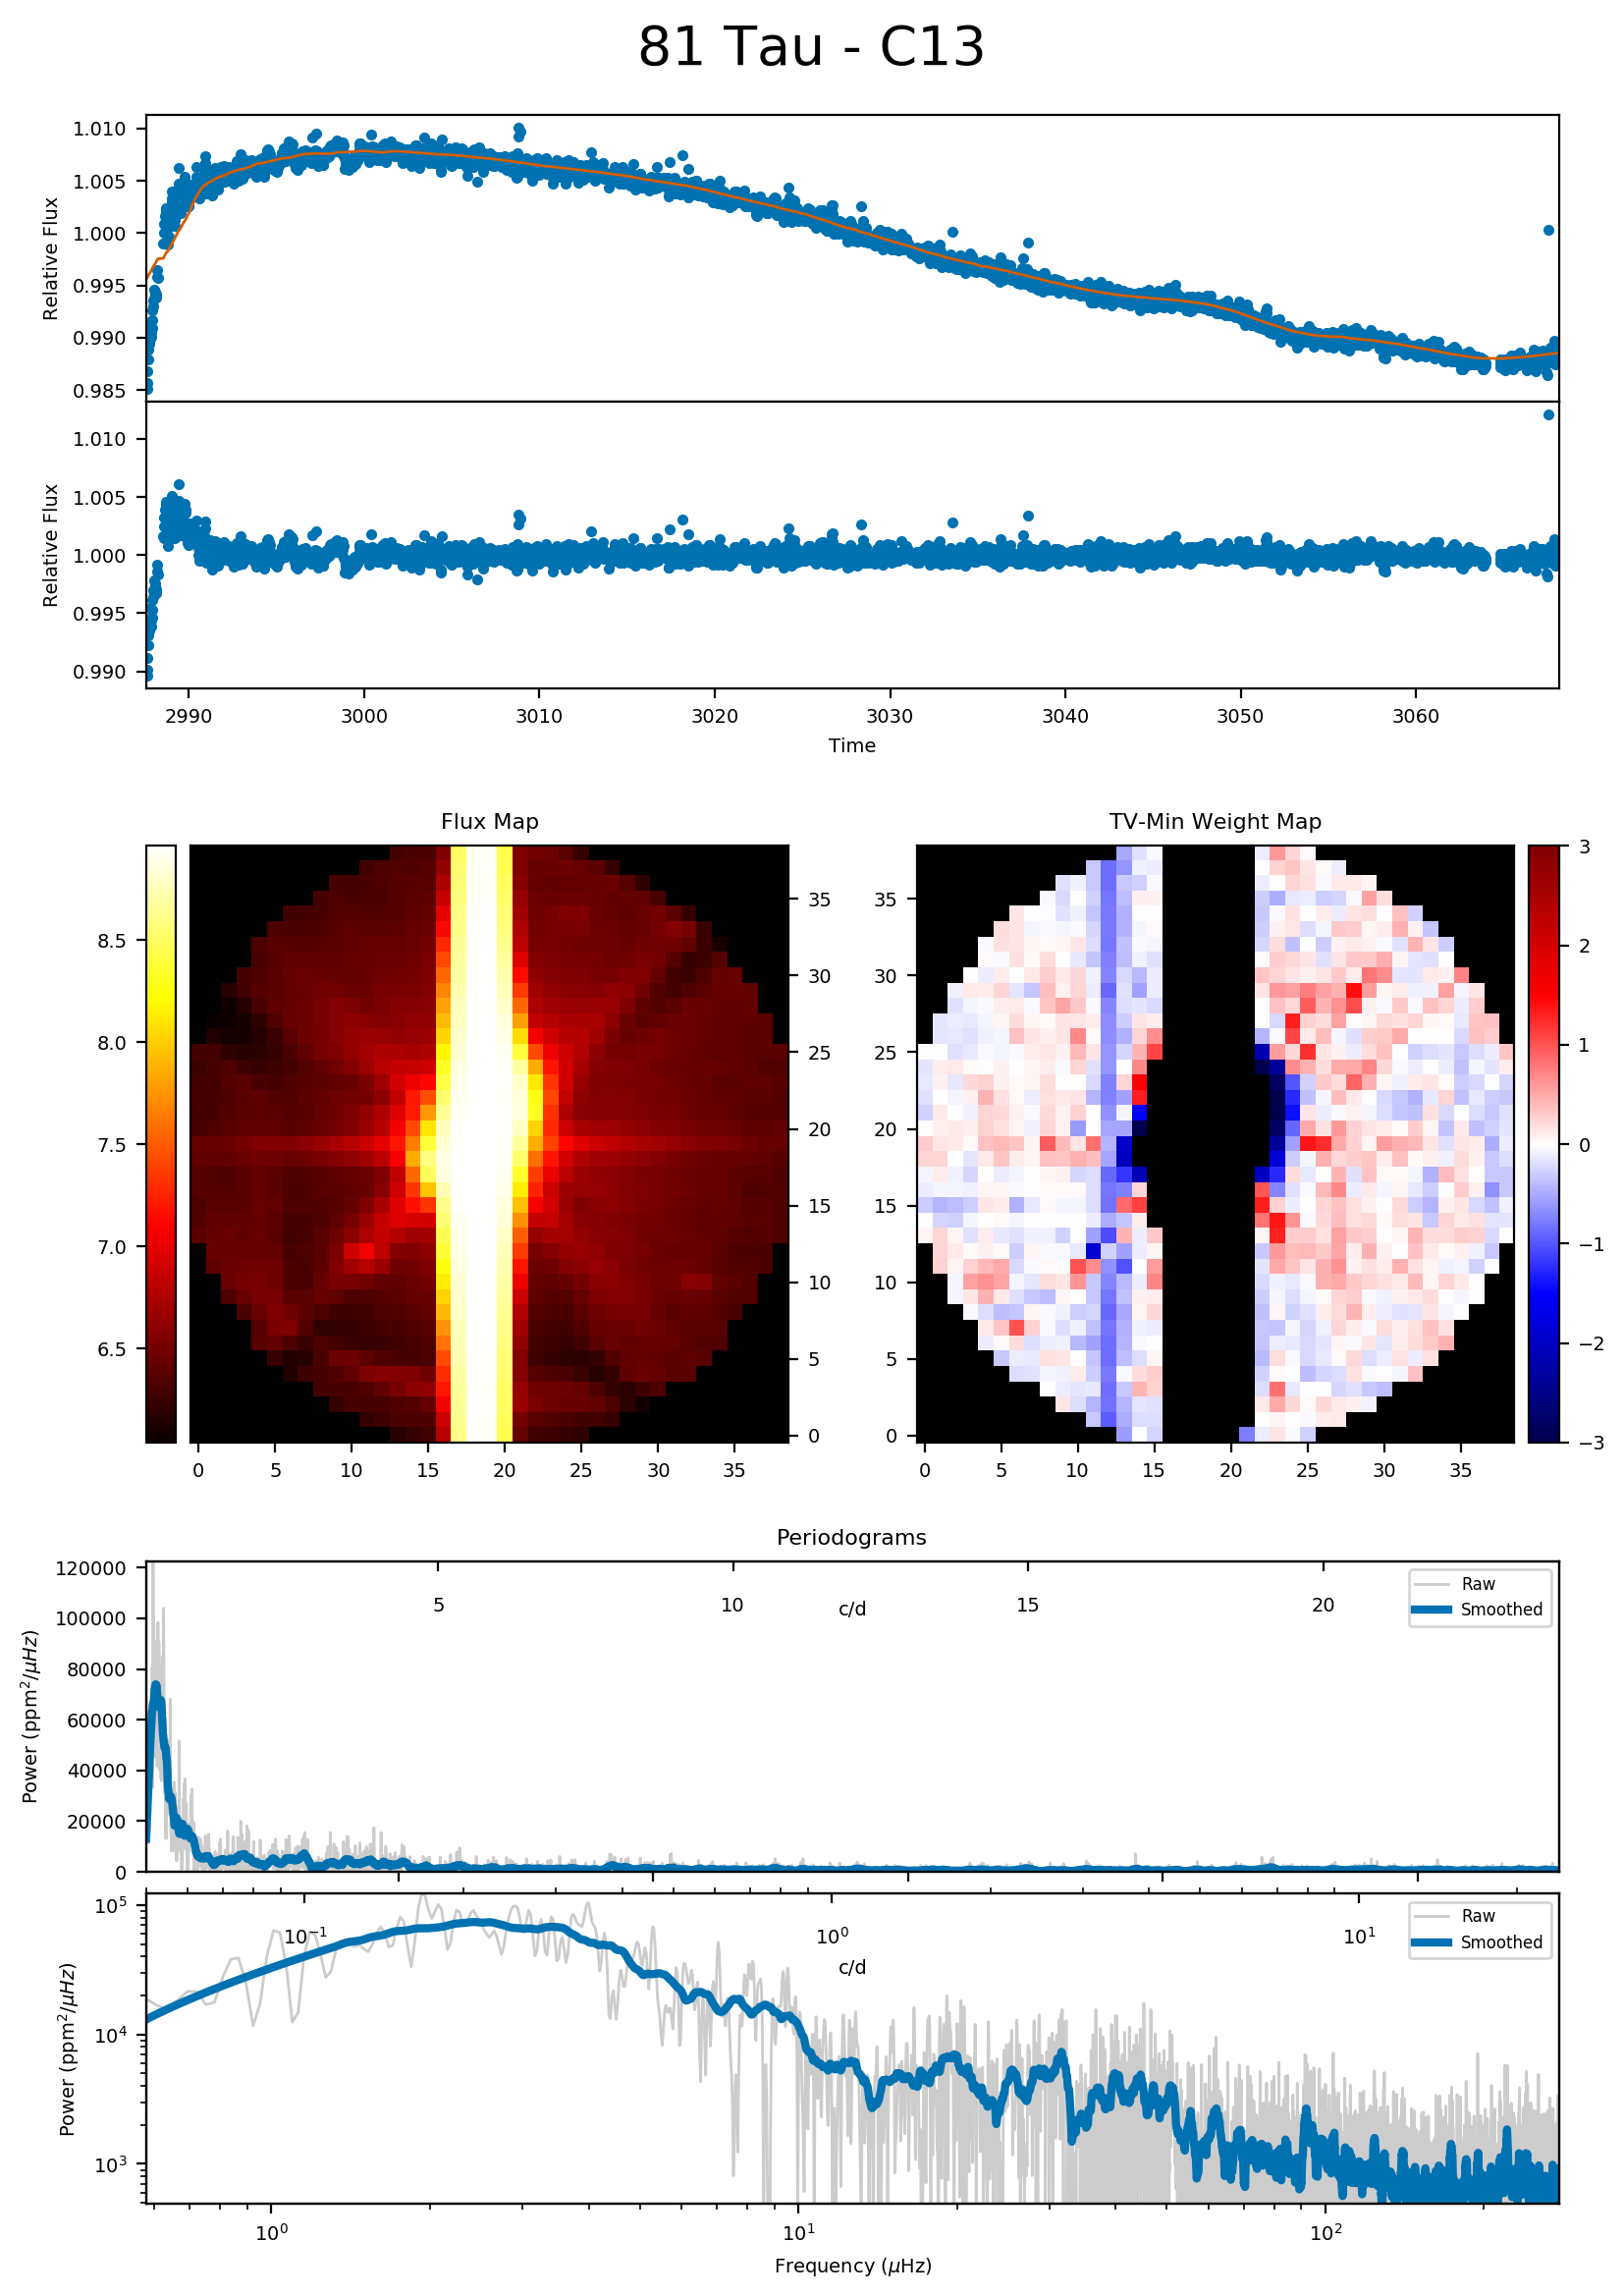 81 Tau - C13
1.010
1.005
1.000
0.995
0.990
0.985
Relative Flux
1.010
1.005
1.000
0.995
0.990
Relative Flux
2990 3000 3010 3020 3030 3040 3050 3060
Time
Flux Map
8.5
8.0
7.5
7.0
6.5
35
30
25
20
15
10
5
0
0 5 10 15 20 25 30 35
TV-Min Weight Map
35
30
25
20
15
10
5
0
0 5 10 15 20 25 30 35
3
2
1
0
−1
−2
−3
Periodograms
120000
100000
80000
60000
40000
20000
0
Power (ppm²/μHz)
5 10 15 20
c/d
Raw
Smoothed
10⁵
10⁴
10³
Power (ppm²/μHz)
10⁻¹ 10⁰ 10¹
c/d
Raw
Smoothed
10⁰ 10¹ 10²
Frequency (μHz)